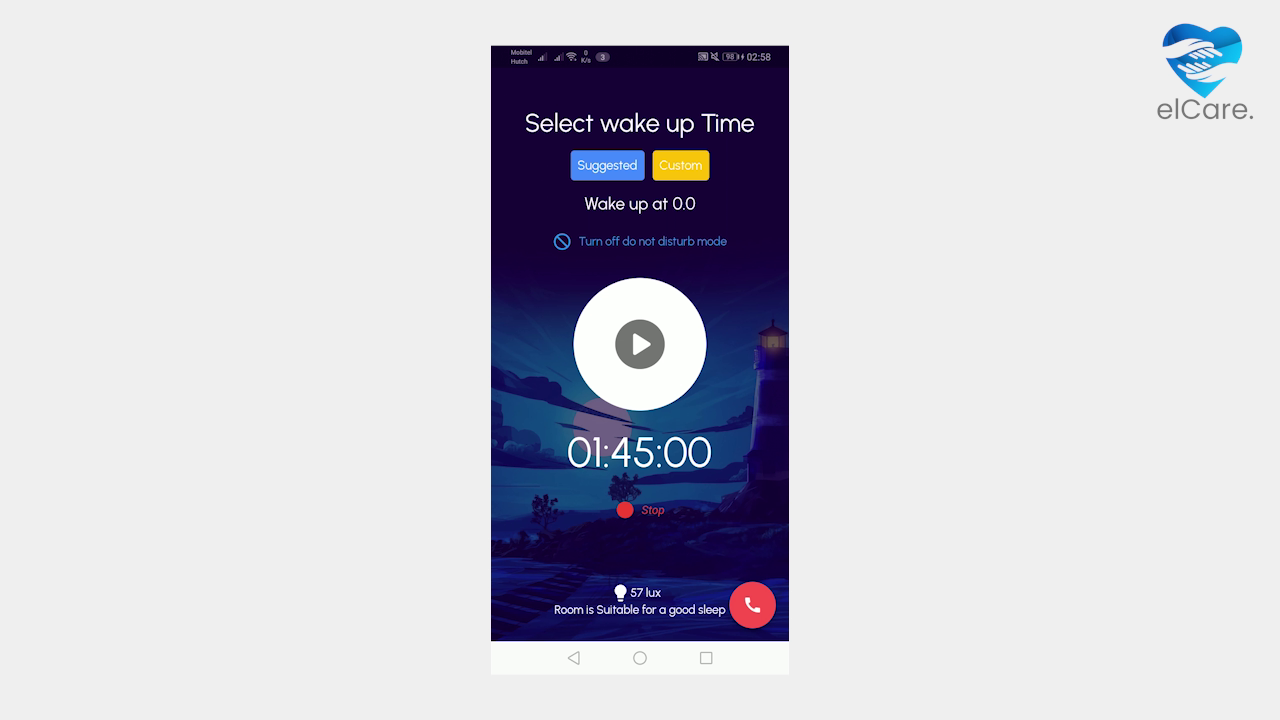 elCare.
Mobitel
Hutch
0
K/s
3
98
02:58
Select wake up Time
Suggested
Custom
Wake up at 0.0
Turn off do not disturb mode
01:45:00
Stop
57 lux
Room is Suitable for a good sleep